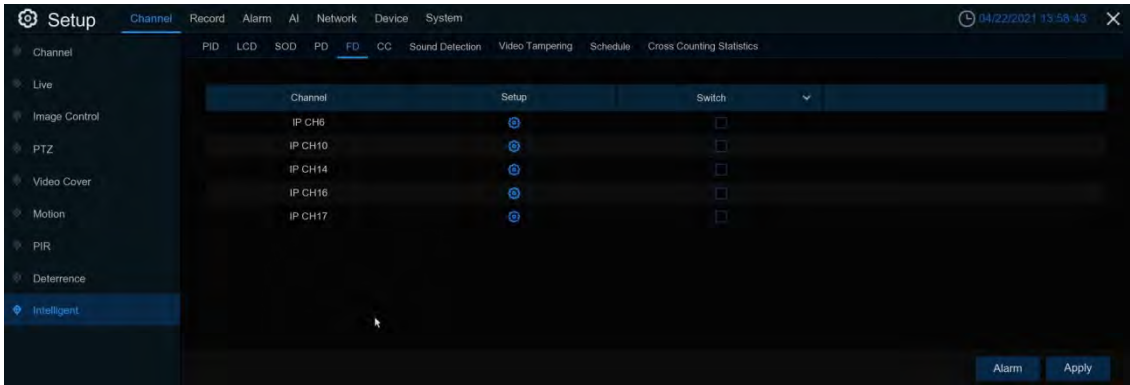 Setup Channel Record Alarm AI Network Device System 04/22/2021 13:58:43
PID LCD SOD PD FD CC Sound Detection Video Tampering Schedule Cross Counting Statistics
Channel
Live
Image Control
PTZ
Video Cover
Motion
PIR
Deterrence
Intelligent
Channel Setup Switch
IP CH6
IP CH10
IP CH14
IP CH16
IP CH17
Alarm Apply